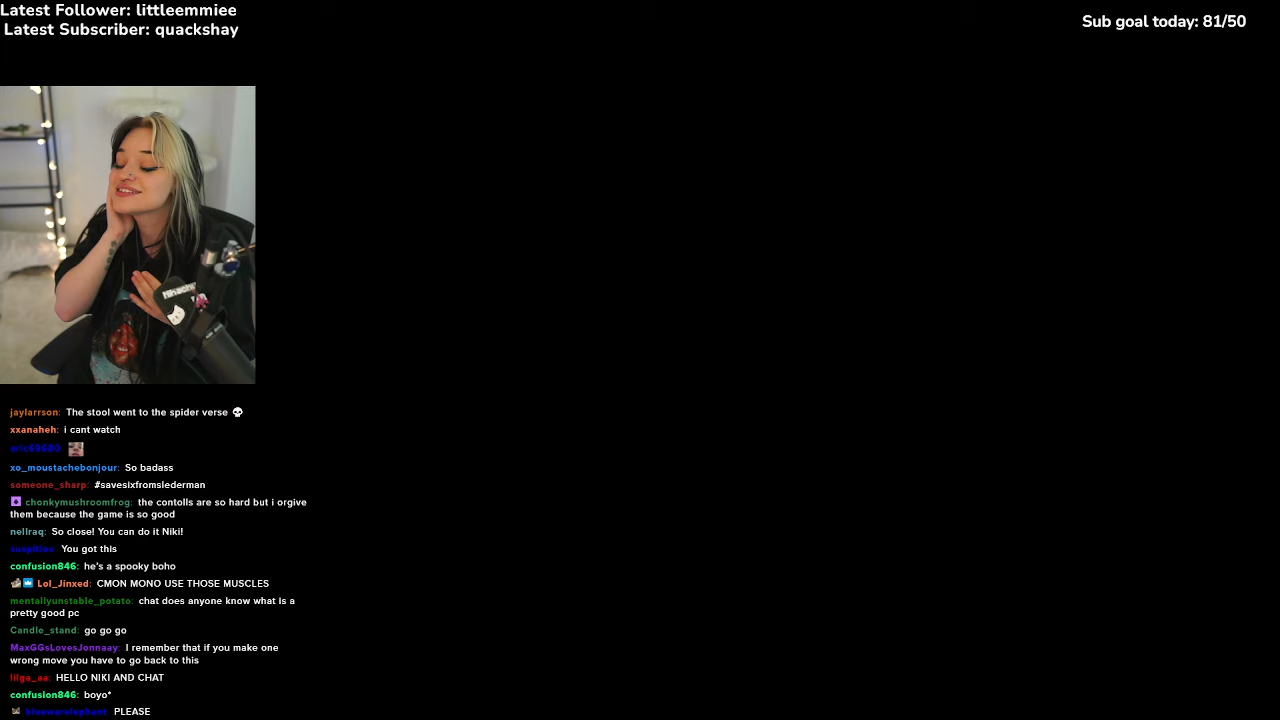 Latest Follower: littleemmiee
Latest Subscriber: quackshay
Sub goal today: 81/50
jaylarrson: The stool went to the spider verse 💀
xxanaheh: i cant watch
xo_moustachebonjour: So badass
someone_sharp: #savesixfromslederman
chonkymushroomfrog: the contolls are so hard but i orgive
them because the game is so good
nellraq: So close! You can do it Niki!
You got this
confusion846: he's a spooky boho
Lol_Jinxed: CMON MONO USE THOSE MUSCLES
mentallyunstable_potato: chat does anyone know what is a
pretty good pc
Candle_stand: go go go
MaxGGsLovesJonnaay: I remember that if you make one
wrong move you have to go back to this
lilga_aa: HELLO NIKI AND CHAT
confusion846: boyo*
PLEASE